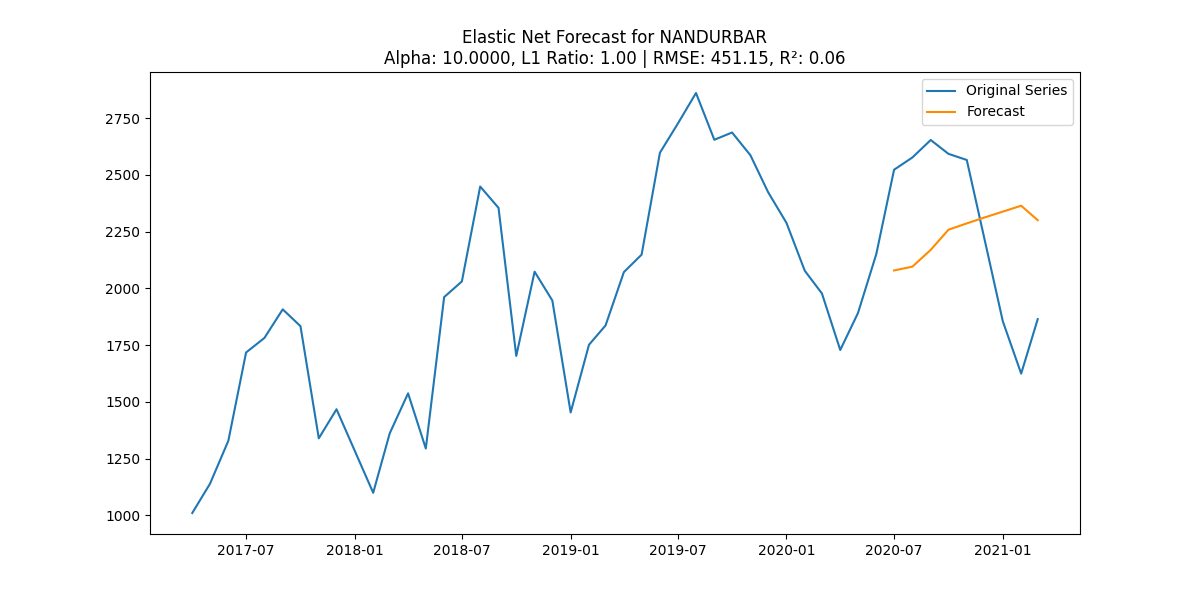 Elastic Net Forecast for NANDURBAR
Alpha: 10.0000, L1 Ratio: 1.00 | RMSE: 451.15, R²: 0.06
Original Series
Forecast
2750
2500
2250
2000
1750
1500
1250
1000
2017-07 2018-01 2018-07 2019-01 2019-07 2020-01 2020-07 2021-01